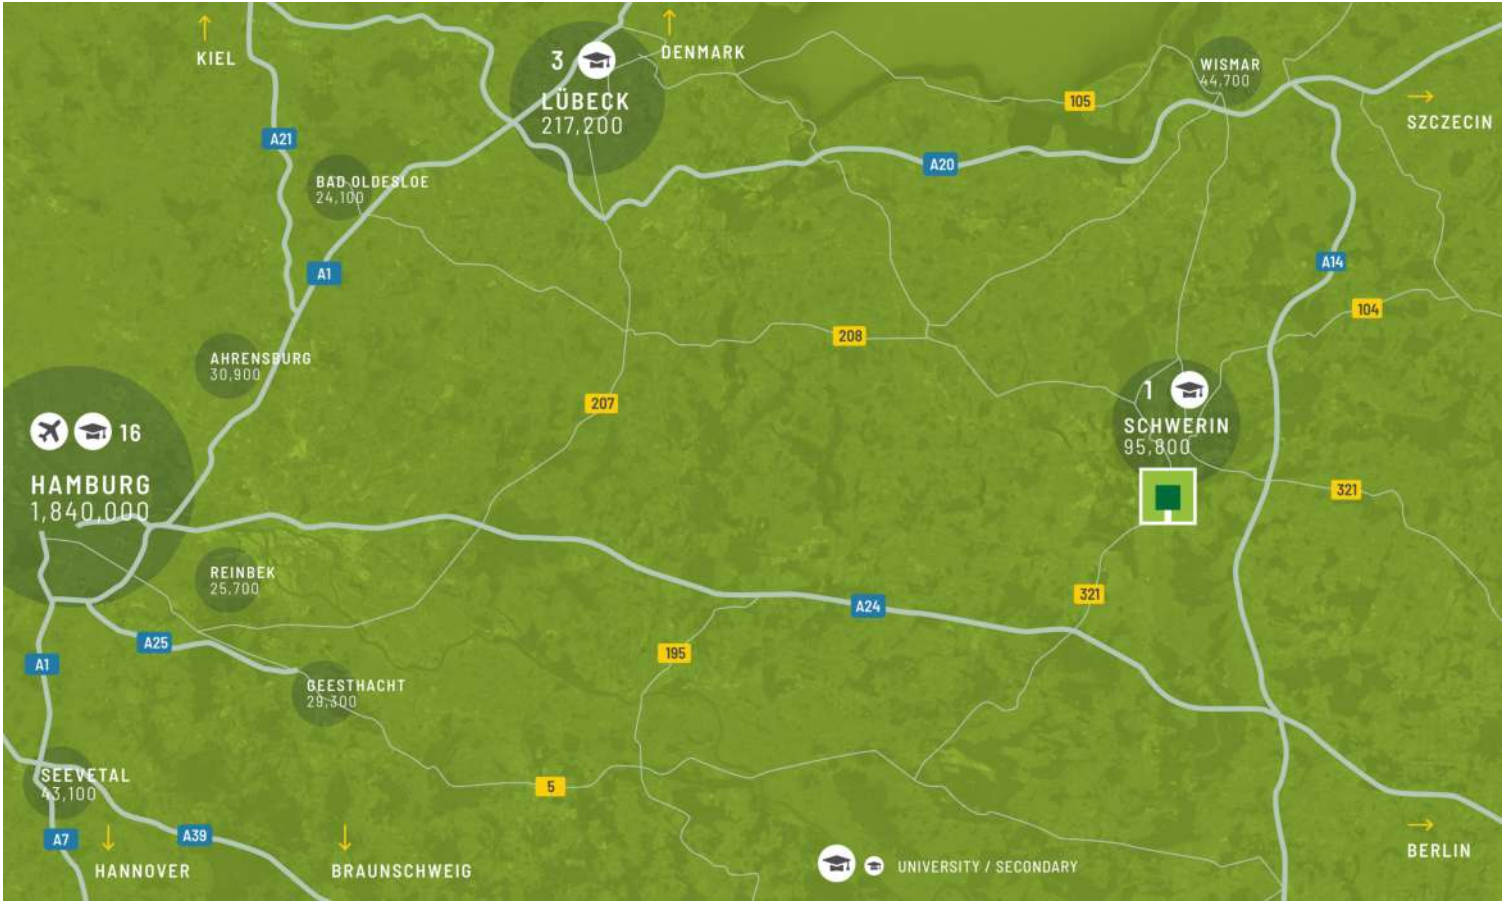 KIEL
3
DENMARK
LÜBECK
217,200
WISMAR
44,700
105
SZCZECIN
A21
A20
BAD OLDESLOE
24,100
A1
A14
104
208
AHRENSBURG
30,900
207
1
SCHWERIN
95,800
16
HAMBURG
1,840,000
321
REINBEK
25,700
321
A24
A25
195
A1
GEESTHACHT
29,300
SEEVETAL
43,100
5
A7
A39
HANNOVER
BRAUNSCHWEIG
UNIVERSITY / SECONDARY
BERLIN